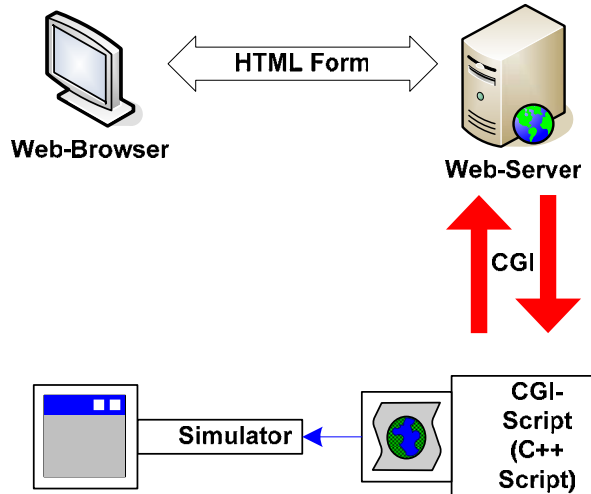 HTML Form
Web-Browser
Web-Server
CGI
Simulator
CGI-
Script
(C++
Script)